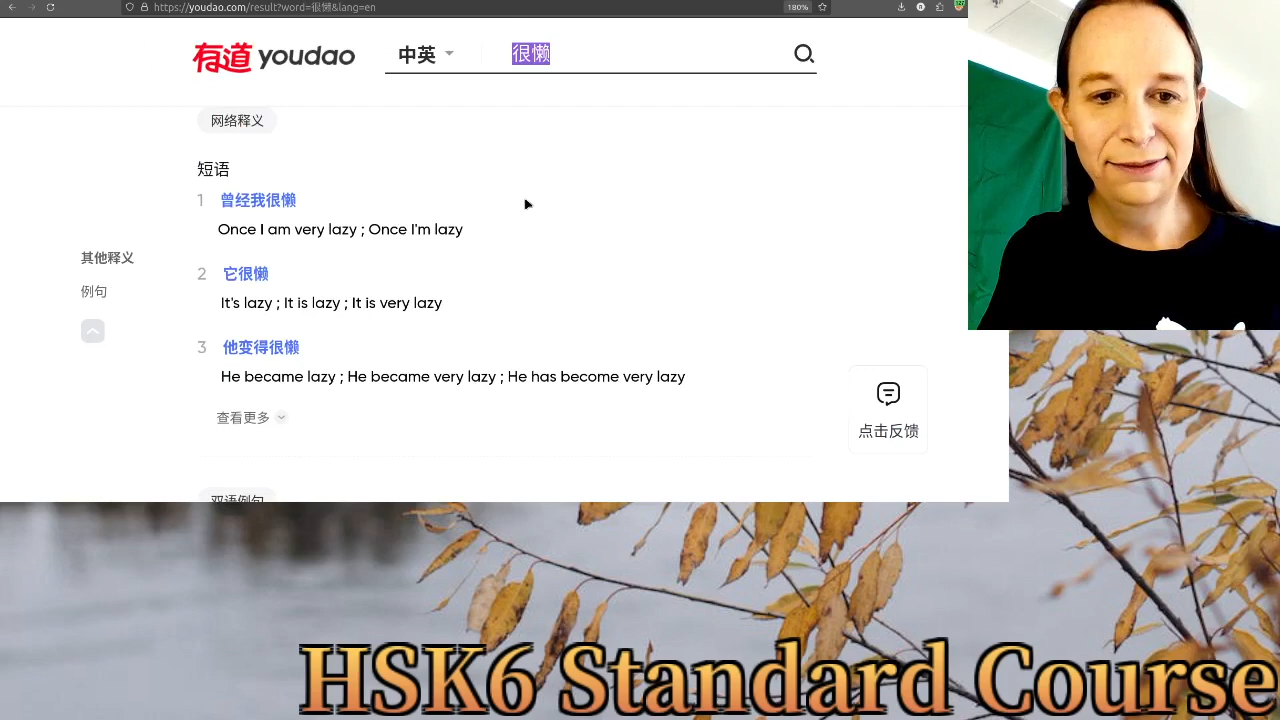 https://youdao.com/result?word=很懒&lang=en
180%
有道 youdao
中英
很懒
网络释义
短语
1 曾经我很懒
Once I am very lazy ; Once I'm lazy
其他释义
2 它很懒
例句
It's lazy ; It is lazy ; It is very lazy
3 他变得很懒
He became lazy ; He became very lazy ; He has become very lazy
查看更多
点击反馈
双语例句
HSK6 Standard Course